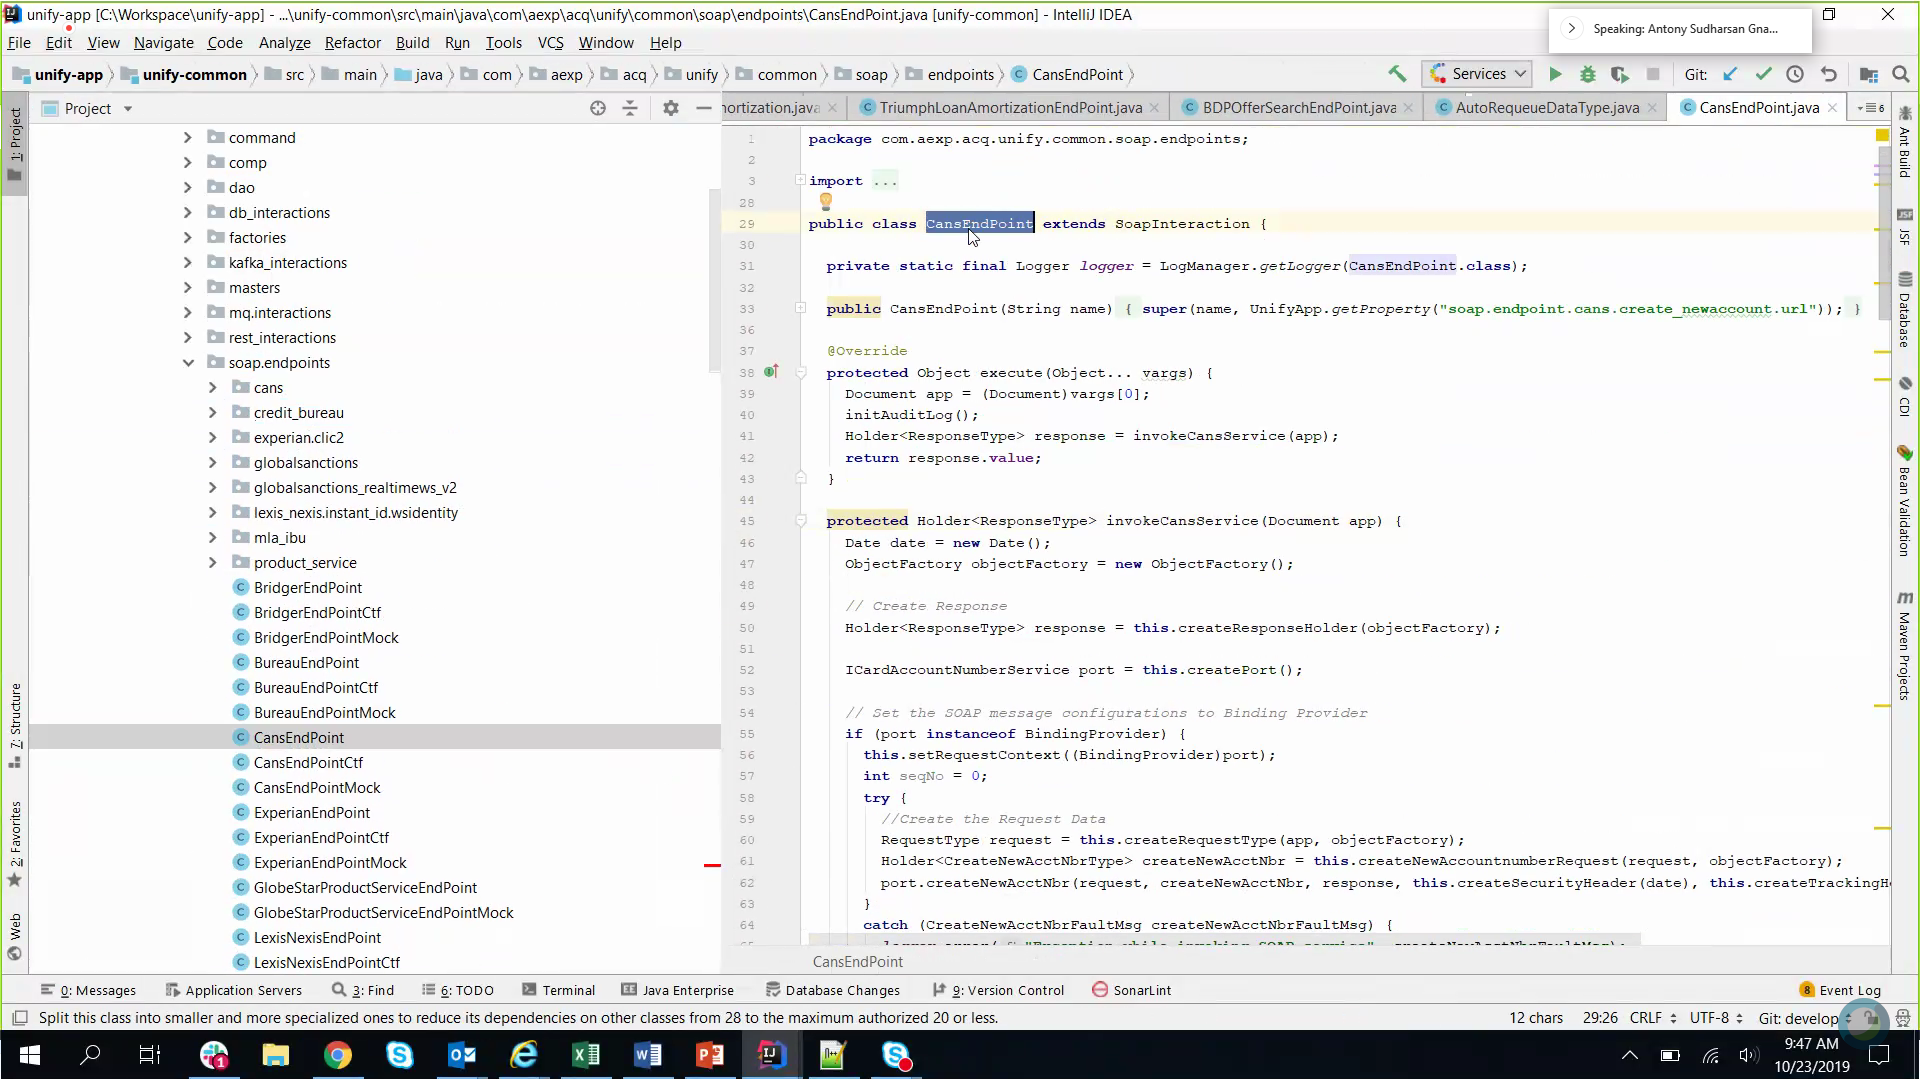 unify-app [C:\Workspace\unify-app] - ...\unify-common\src\main\java\com\aexp\acq\unify\common\soap\endpoints\CansEndPoint.java [unify-common] - IntelliJ IDEA
Speaking: Antony Sudharsan Gna...
File Edit View Navigate Code Analyze Refactor Build Run Tools VCS Window Help
unify-app unify-common src main java com aexp acq unify common soap endpoints CansEndPoint
Services Git:
Project
nortization.java TriumphLoanAmortizationEndPoint.java BDPOfferSearchEndPoint.java AutoRequeueDataType.java CansEndPoint.java 6
1: Project
7: Structure
2: Favorites
Web
command
comp
dao
db_interactions
factories
kafka_interactions
masters
mq.interactions
rest_interactions
soap.endpoints
cans
credit_bureau
experian.clic2
globalsanctions
globalsanctions_realtimews_v2
lexis_nexis.instant_id.wsidentity
mla_ibu
product_service
BridgerEndPoint
BridgerEndPointCtf
BridgerEndPointMock
BureauEndPoint
BureauEndPointCtf
BureauEndPointMock
CansEndPoint
CansEndPointCtf
CansEndPointMock
ExperianEndPoint
ExperianEndPointCtf
ExperianEndPointMock
GlobeStarProductServiceEndPoint
GlobeStarProductServiceEndPointMock
LexisNexisEndPoint
LexisNexisEndPointCtf
1 package com.aexp.acq.unify.common.soap.endpoints;
2
3 import ...
28
29 public class CansEndPoint extends SoapInteraction {
30
31 private static final Logger logger = LogManager.getLogger(CansEndPoint.class);
32
33 public CansEndPoint(String name) { super(name, UnifyApp.getProperty("soap.endpoint.cans.create_newaccount.url")); }
36
37 @Override
38 protected Object execute(Object... vargs) {
39 Document app = (Document)vargs[0];
40 initAuditLog();
41 Holder<ResponseType> response = invokeCansService(app);
42 return response.value;
43 }
44
45 protected Holder<ResponseType> invokeCansService(Document app) {
46 Date date = new Date();
47 ObjectFactory objectFactory = new ObjectFactory();
48
49 // Create Response
50 Holder<ResponseType> response = this.createResponseHolder(objectFactory);
51
52 ICardAccountNumberService port = this.createPort();
53
54 // Set the SOAP message configurations to Binding Provider
55 if (port instanceof BindingProvider) {
56 this.setRequestContext((BindingProvider)port);
57 int seqNo = 0;
58 try {
59 //Create the Request Data
60 RequestType request = this.createRequestType(app, objectFactory);
61 Holder<CreateNewAcctNbrType> createNewAcctNbr = this.createNewAccountnumberRequest(request, objectFactory);
62 port.createNewAcctNbr(request, createNewAcctNbr, response, this.createSecurityHeader(date), this.createTrackingH
63 }
64 catch (CreateNewAcctNbrFaultMsg createNewAcctNbrFaultMsg) {
CansEndPoint
Ant Build
JSF
Database
CDI
Bean Validation
Maven Projects
0: Messages Application Servers 3: Find 6: TODO Terminal Java Enterprise Database Changes 9: Version Control SonarLint 8 Event Log
Split this class into smaller and more specialized ones to reduce its dependencies on other classes from 28 to the maximum authorized 20 or less. 12 chars 29:26 CRLF UTF-8 Git: develop
9:47 AM
10/23/2019